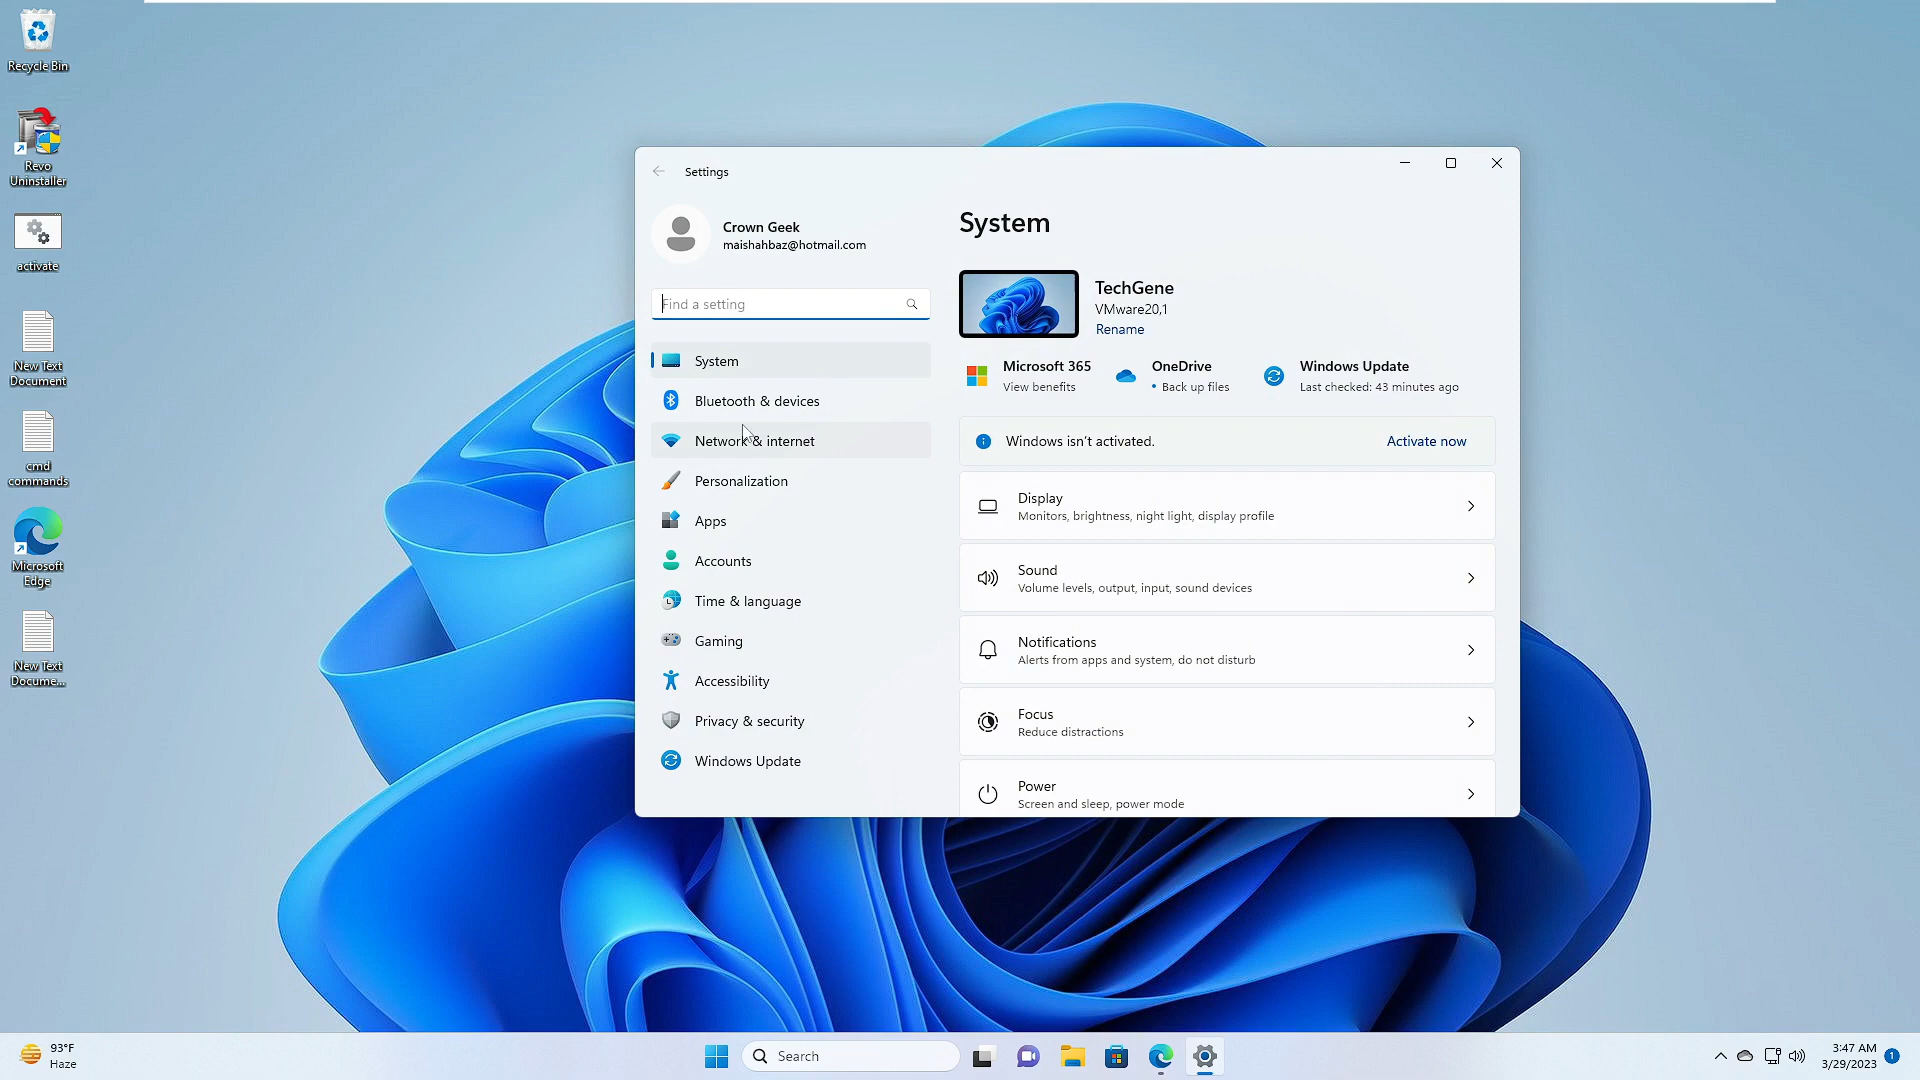 Recycle Bin
Revo
Uninstaller
activate
New Text
Document
cmd
commands
Microsoft
Edge
New Text
Docume...
Settings
Crown Geek
maishahbaz@hotmail.com
Find a setting
System
Bluetooth & devices
Network & internet
Personalization
Apps
Accounts
Time & language
Gaming
Accessibility
Privacy & security
Windows Update
System
TechGene
VMware20,1
Rename
Microsoft 365
View benefits
OneDrive
• Back up files
Windows Update
Last checked: 43 minutes ago
Windows isn't activated.
Activate now
Display
Monitors, brightness, night light, display profile
Sound
Volume levels, output, input, sound devices
Notifications
Alerts from apps and system, do not disturb
Focus
Reduce distractions
Power
Screen and sleep, power mode
93°F
Haze
Search
3:47 AM
3/29/2023
1